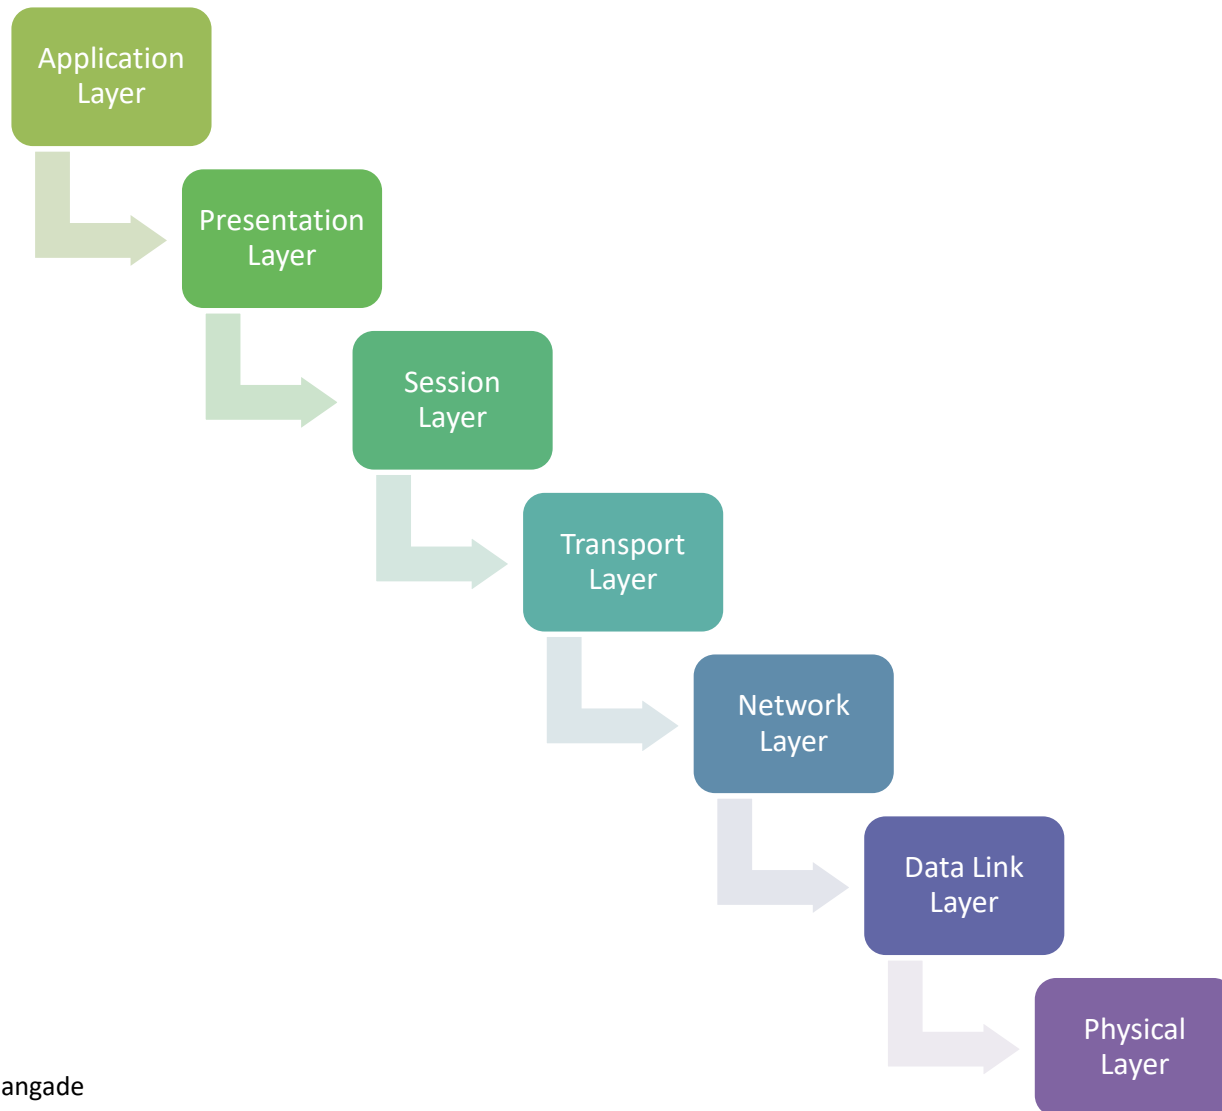 Application
Layer
Presentation
Layer
Session
Layer
Transport
Layer
Network
Layer
Data Link
Layer
Physical
Layer
angade